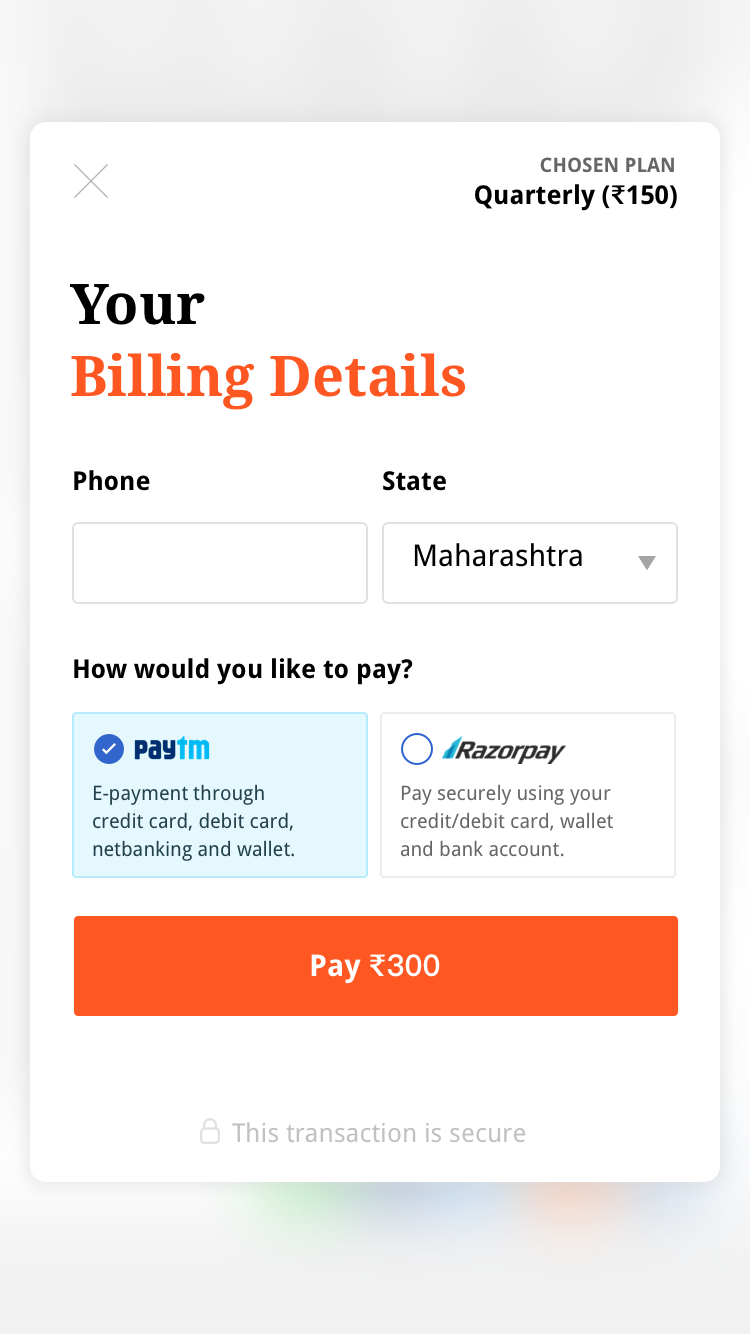 CHOSEN PLAN
Quarterly (₹150)
Your
Billing Details
Phone
State
Maharashtra
How would you like to pay?
paytm
E-payment through
credit card, debit card,
netbanking and wallet.
Razorpay
Pay securely using your
credit/debit card, wallet
and bank account.
Pay ₹300
This transaction is secure